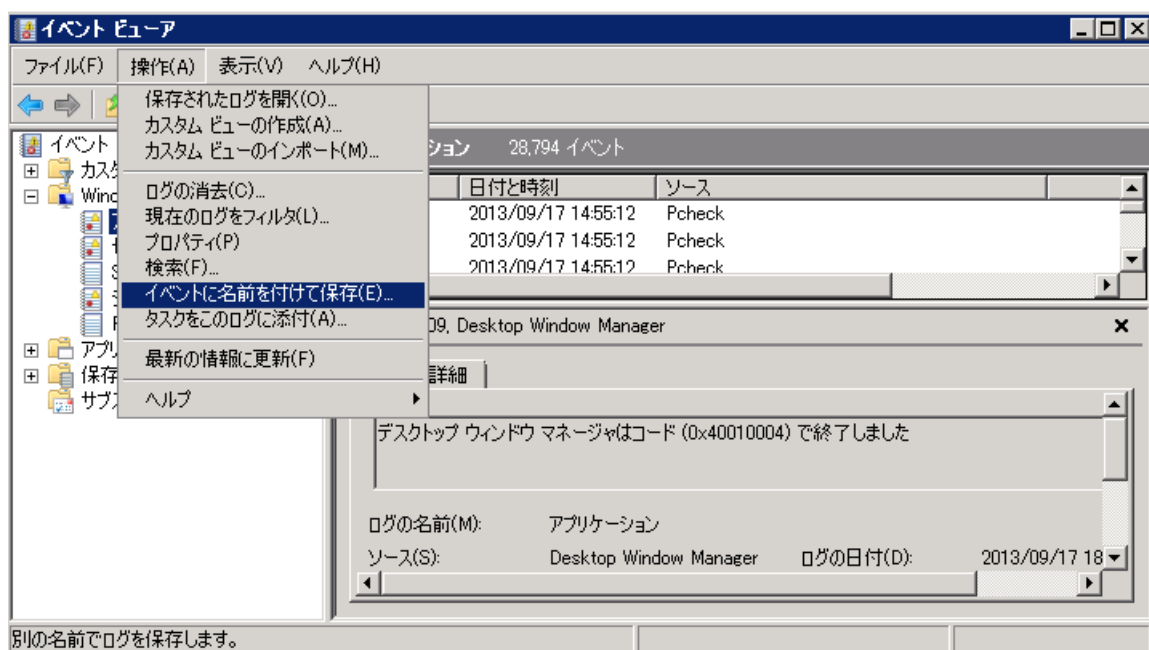 イベント ビューア
ファイル(F) 操作(A) 表示(V) ヘルプ(H)
保存されたログを開く(O)...
カスタム ビューの作成(A)...
カスタム ビューのインポート(M)...
ログの消去(C)...
現在のログをフィルタ(L)...
プロパティ(P)
検索(F)...
イベントに名前を付けて保存(E)...
タスクをこのログに添付(A)...
最新の情報に更新(F)
ヘルプ
イベント
カスタ
Wind
アプリ
保存
サブス
ション 28,794 イベント
日付と時刻 ソース
2013/09/17 14:55:12 Pcheck
2013/09/17 14:55:12 Pcheck
2013/09/17 14:55:12 Pcheck
09, Desktop Window Manager
詳細
デスクトップ ウィンドウ マネージャはコード (0x40010004) で終了しました
ログの名前(M): アプリケーション
ソース(S): Desktop Window Manager ログの日付(D): 2013/09/17 18
別の名前でログを保存します。